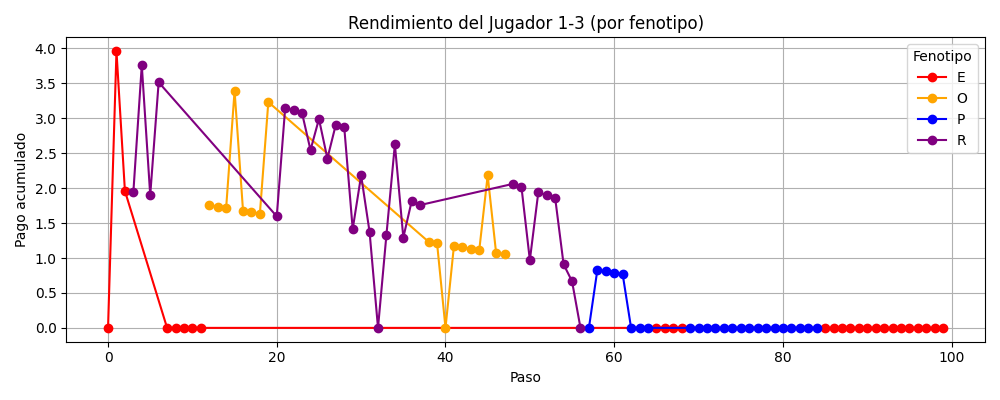 Rendimiento del Jugador 1-3 (por fenotipo)
Pago acumulado
4.0
3.5
3.0
2.5
2.0
1.5
1.0
0.5
0.0
Fenotipo
E
O
P
R
0 20 40 60 80 100
Paso